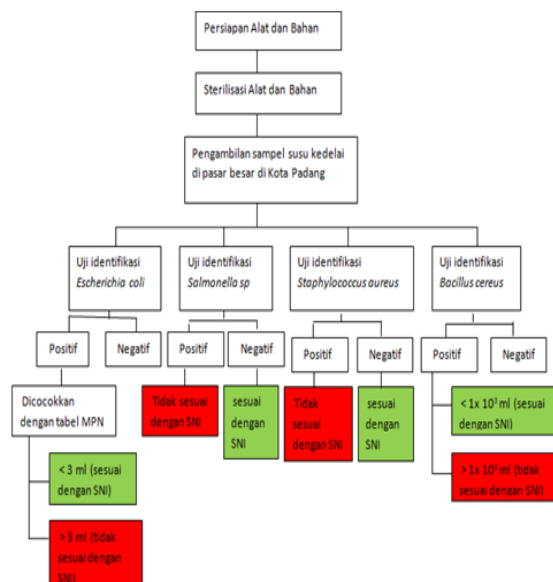 Persiapan Alat dan Bahan
Sterilisasi Alat dan Bahan
Pengambilan sampel susu kedelai
di pasar besar di Kota Padang
Uji identifikasi
Escherichia coli
Uji identifikasi
Salmonella sp
Uji identifikasi
Staphylococcus aureus
Uji identifikasi
Bacillus cereus
Positif
Negatif
Positif
Negatif
Positif
Negatif
Positif
Negatif
Dicocokkan
dengan tabel MPN
Tidak sesuai
dengan SNI
sesuai
dengan
SNI
Tidak
sesuai
dengan SNI
sesuai
dengan
SNI
< 1x 10³ ml (sesuai
dengan SNI)
> 1x 10³ ml (tidak
sesuai dengan SNI)
< 3 ml (sesuai
dengan SNI)
> 3 ml (tidak
sesuai dengan
SNI)